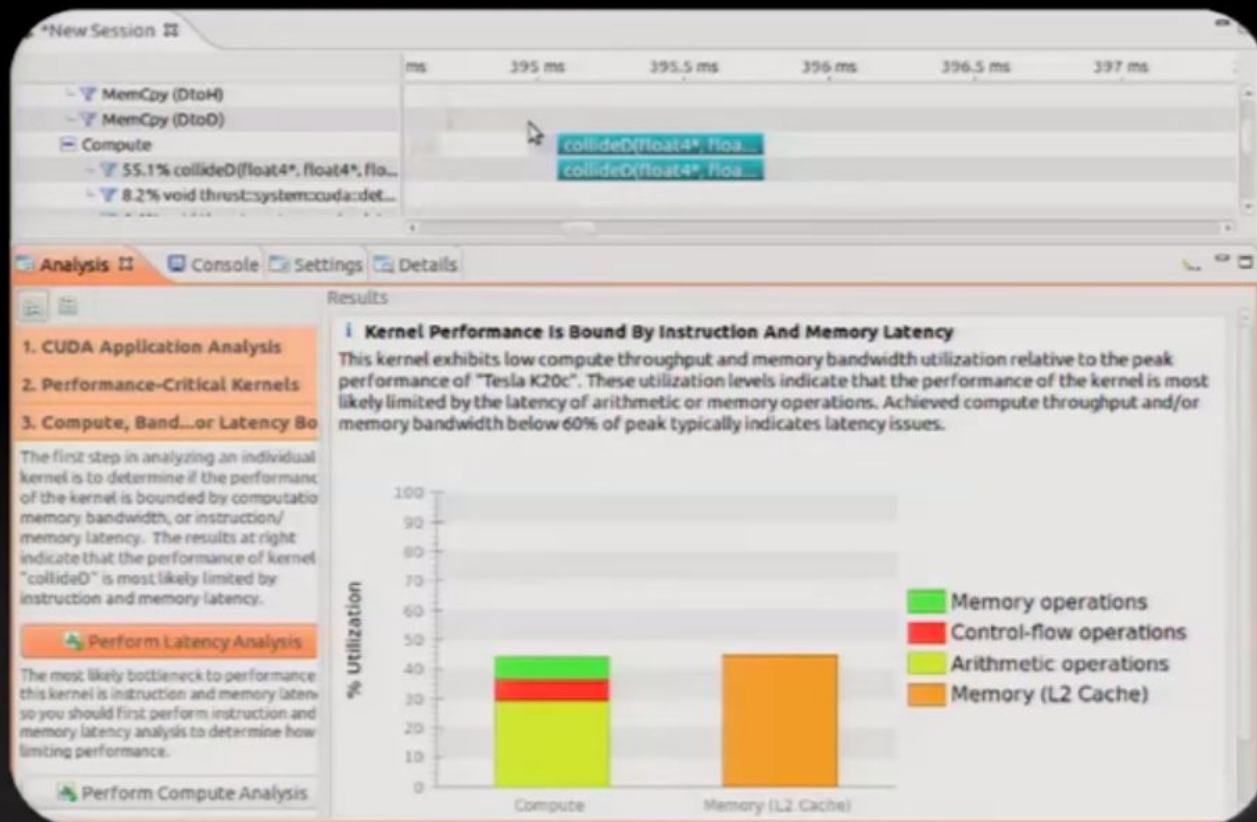 *New Session
ms 395 ms 395.5 ms 396 ms 396.5 ms 397 ms
MemCpy (DtoH)
MemCpy (DtoD)
Compute
collideD(float4*, floa...
55.1% collideD(float4*, float4*, flo...
collideD(float4*, floa...
8.2% void thrust::system::cuda::det...
Analysis Console Settings Details
Results
1. CUDA Application Analysis
2. Performance-Critical Kernels
3. Compute, Band...or Latency Bo
The first step in analyzing an individual
kernel is to determine if the performanc
of the kernel is bounded by computatio
memory bandwidth, or instruction/
memory latency. The results at right
indicate that the performance of kernel
"collideD" is most likely limited by
instruction and memory latency.
Perform Latency Analysis
The most likely bottleneck to performance
this kernel is instruction and memory laten
so you should first perform instruction and
memory latency analysis to determine how
limiting performance.
Perform Compute Analysis
i Kernel Performance Is Bound By Instruction And Memory Latency
This kernel exhibits low compute throughput and memory bandwidth utilization relative to the peak
performance of "Tesla K20c". These utilization levels indicate that the performance of the kernel is most
likely limited by the latency of arithmetic or memory operations. Achieved compute throughput and/or
memory bandwidth below 60% of peak typically indicates latency issues.
% Utilization
100
90
80
70
60
50
40
30
20
10
0
Compute Memory (L2 Cache)
Memory operations
Control-flow operations
Arithmetic operations
Memory (L2 Cache)